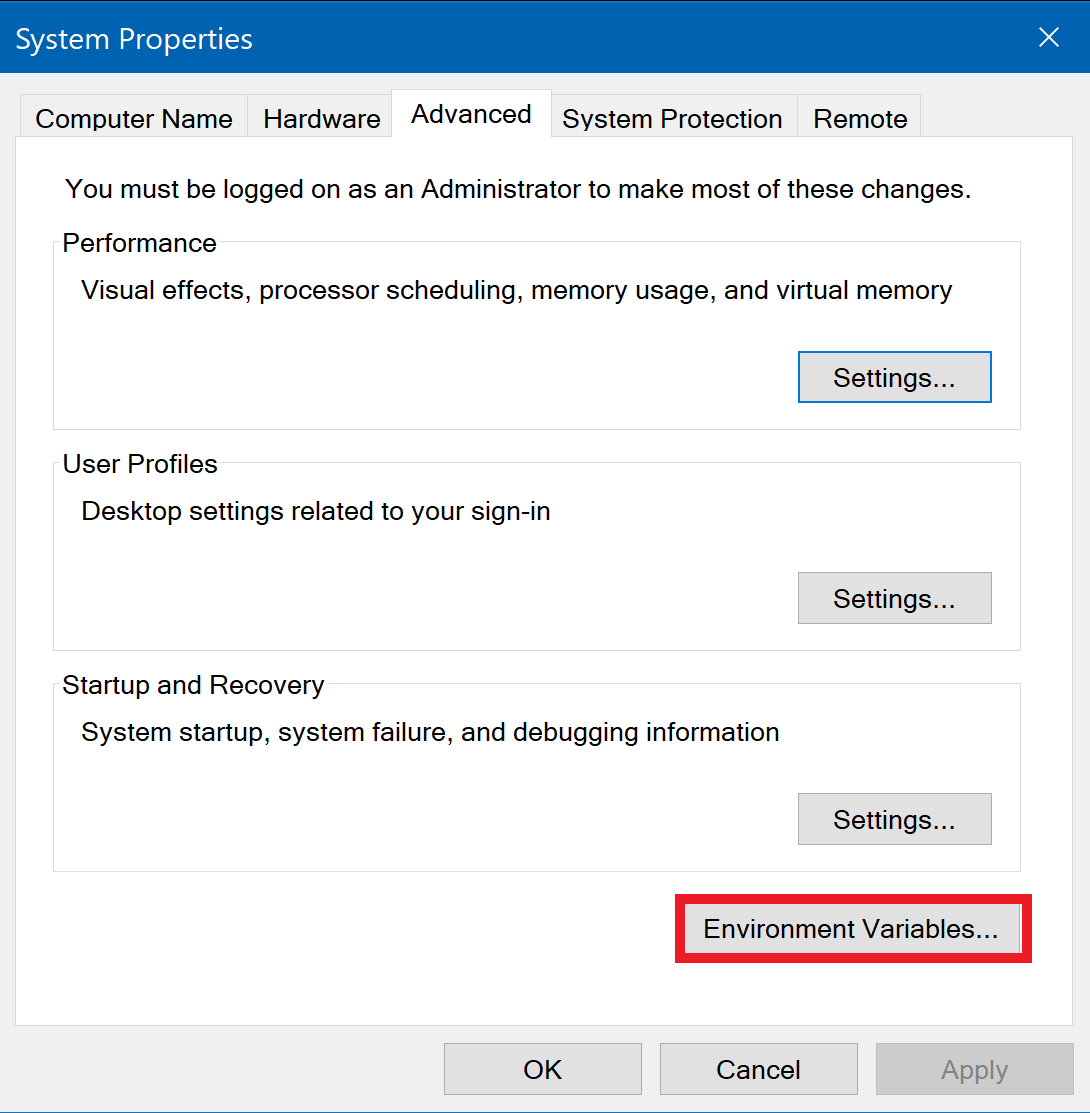 System Properties
Computer Name Hardware Advanced System Protection Remote
You must be logged on as an Administrator to make most of these changes.
Performance
Visual effects, processor scheduling, memory usage, and virtual memory
Settings...
User Profiles
Desktop settings related to your sign-in
Settings...
Startup and Recovery
System startup, system failure, and debugging information
Settings...
Environment Variables...
OK Cancel Apply